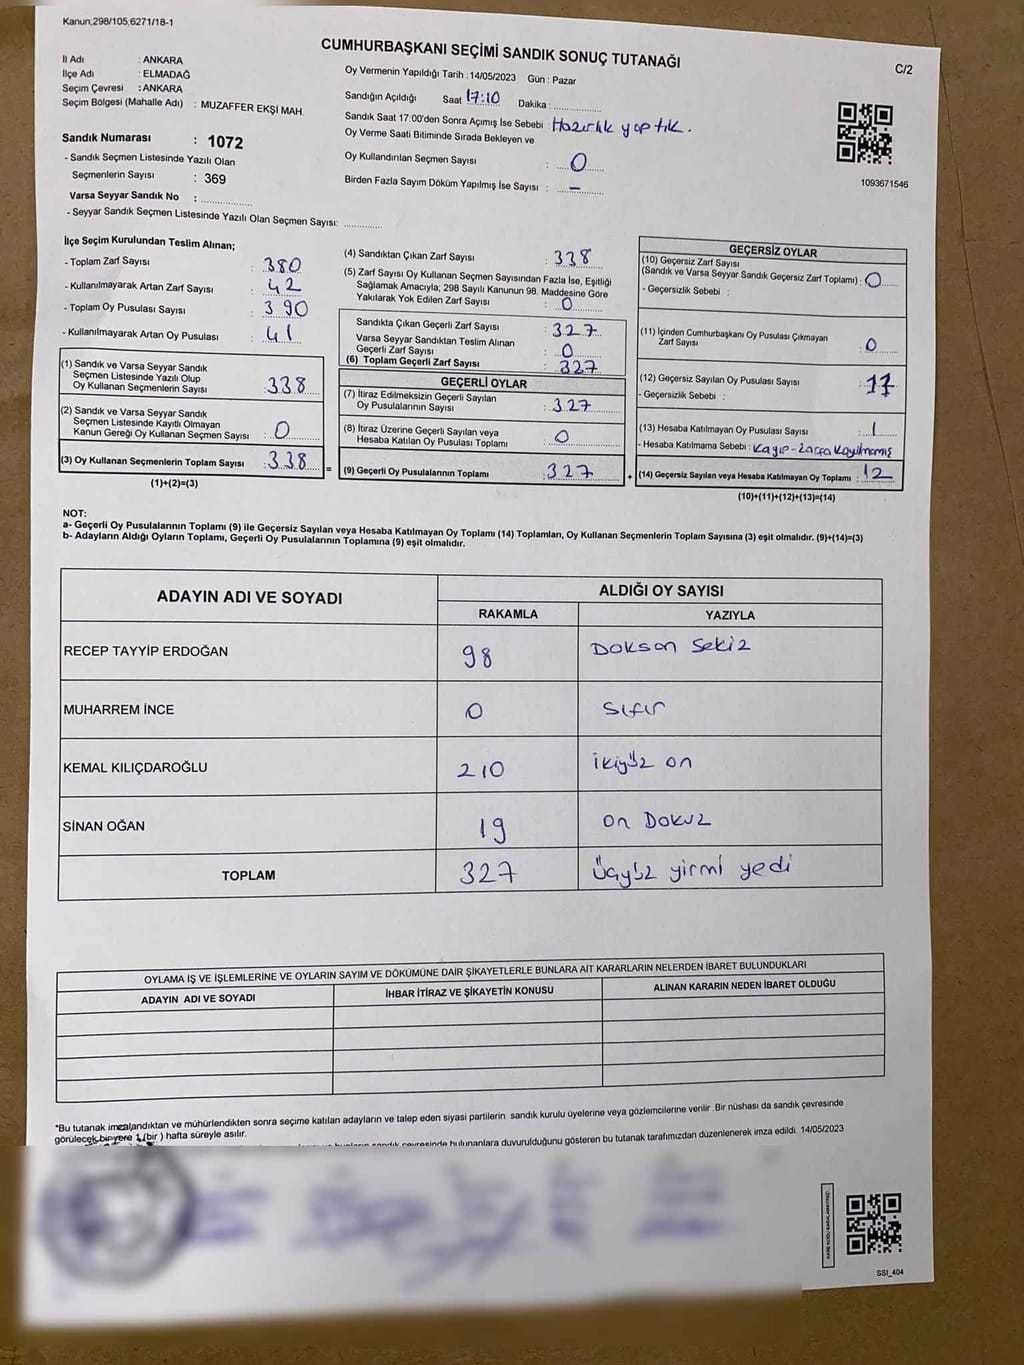 Kanun;298/105;6271/18-1
CUMHURBAŞKANI SEÇİMİ SANDIK SONUÇ TUTANAĞI
C/2
İl Adı : ANKARA
İlçe Adı : ELMADAĞ
Seçim Çevresi : ANKARA
Seçim Bölgesi (Mahalle Adı) : MUZAFFER EKŞİ MAH.
Sandık Numarası : 1072
- Sandık Seçmen Listesinde Yazılı Olan
Seçmenlerin Sayısı : 369
Varsa Seyyar Sandık No :
- Seyyar Sandık Seçmen Listesinde Yazılı Olan Seçmen Sayısı:
Oy Vermenin Yapıldığı Tarih : 14/05/2023 Gün : Pazar
Sandığın Açıldığı Saat 17:10 Dakika :
Sandık Saat 17:00'den Sonra Açımış İse Sebebi : Hazırlık yaptık.
Oy Verme Saati Bitiminde Sırada Bekleyen ve
Oy Kullandırılan Seçmen Sayısı : 0
Birden Fazla Sayım Döküm Yapılmış İse Sayısı : -
1093671546
İlçe Seçim Kurulundan Teslim Alınan;
- Toplam Zarf Sayısı : 380
- Kullanılmayarak Artan Zarf Sayısı : 42
- Toplam Oy Pusulası Sayısı : 390
- Kullanılmayarak Artan Oy Pusulası : 41
(1) Sandık ve Varsa Seyyar Sandık
Seçmen Listesinde Yazılı Olup
Oy Kullanan Seçmenlerin Sayısı : 338
(2) Sandık ve Varsa Seyyar Sandık
Seçmen Listesinde Kayıtlı Olmayan
Kanun Gereği Oy Kullanan Seçmen Sayısı : 0
(3) Oy Kullanan Seçmenlerin Toplam Sayısı : 338
(1)+(2)=(3)
(4) Sandıktan Çıkan Zarf Sayısı : 338
(5) Zarf Sayısı Oy Kullanan Seçmen Sayısından Fazla İse, Eşitliği
Sağlamak Amacıyla; 298 Sayılı Kanunun 98. Maddesine Göre
Yakılarak Yok Edilen Zarf Sayısı : 0
Sandıkta Çıkan Geçerli Zarf Sayısı : 327
Varsa Seyyar Sandıktan Teslim Alınan
Geçerli Zarf Sayısı : 0
(6) Toplam Geçerli Zarf Sayısı : 327
GEÇERLİ OYLAR
(7) İtiraz Edilmeksizin Geçerli Sayılan
Oy Pusulalarının Sayısı : 327
(8) İtiraz Üzerine Geçerli Sayılan veya
Hesaba Katılan Oy Pusulası Toplamı : 0
= (9) Geçerli Oy Pusulalarının Toplamı : 327
GEÇERSİZ OYLAR
(10) Geçersiz Zarf Sayısı
(Sandık ve Varsa Seyyar Sandık Geçersiz Zarf Toplamı) : 0
- Geçersizlik Sebebi :
(11) İçinden Cumhurbaşkanı Oy Pusulası Çıkmayan
Zarf Sayısı : 0
(12) Geçersiz Sayılan Oy Pusulası Sayısı :
- Geçersizlik Sebebi :
(13) Hesaba Katılmayan Oy Pusulası Sayısı : 1
- Hesaba Katılmama Sebebi : Kayıp-zarfa koyulmamış
+ (14) Geçersiz Sayılan veya Hesaba Katılmayan Oy Toplamı : 12
(10)+(11)+(12)+(13)=(14)
NOT:
a- Geçerli Oy Pusulalarının Toplamı (9) ile Geçersiz Sayılan veya Hesaba Katılmayan Oy Toplamı (14) Toplamları, Oy Kullanan Seçmenlerin Toplam Sayısına (3) eşit olmalıdır. (9)+(14)=(3)
b- Adayların Aldığı Oyların Toplamı, Geçerli Oy Pusulalarının Toplamına (9) eşit olmalıdır.
ADAYIN ADI VE SOYADI ALDIĞI OY SAYISI
RAKAMLA YAZIYLA
RECEP TAYYİP ERDOĞAN 98 Doksan Sekiz
MUHARREM İNCE 0 Sıfır
KEMAL KILIÇDAROĞLU 210 ikiyüz on
SİNAN OĞAN 19 on Dokuz
TOPLAM 327 üçyüz yirmi yedi
OYLAMA İŞ VE İŞLEMLERİNE VE OYLARIN SAYIM VE DÖKÜMÜNE DAİR ŞİKAYETLERLE BUNLARA AİT KARARLARIN NELERDEN İBARET BULUNDUKLARI
ADAYIN ADI VE SOYADI İHBAR İTİRAZ VE ŞİKAYETİN KONUSU ALINAN KARARIN NEDEN İBARET OLDUĞU
*Bu tutanak imzalandıktan ve mühürlendikten sonra seçime katılan adayların ve talep eden siyasi partilerin sandık kurulu üyelerine veya gözlemcilerine verilir. Bir nüshası da sandık çevresinde
görülecek bir yere 1 (bir ) hafta süreyle asılır.
sandık çevresinde bulunanlara duyurulduğunu gösteren bu tutanak tarafımızdan düzenlenerek imza edildi. 14/05/2023
KARE KODU KARALAMAYINIZ!
SSI_404